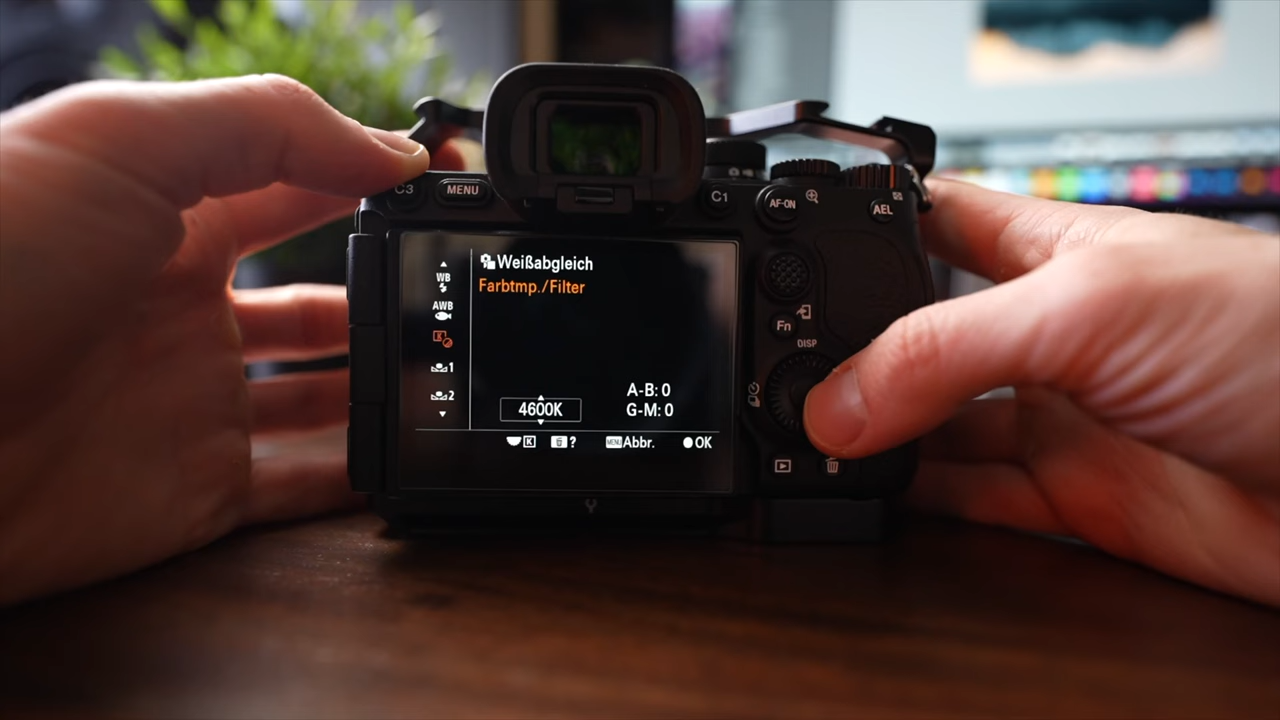 C3
MENU
C1
AF-ON
AEL
Weißabgleich
Farbtmp./Filter
WB
AWB
K
1
2
A-B: 0
4600K
G-M: 0
K
?
MENU Abbr.
OK
Fn
DISP